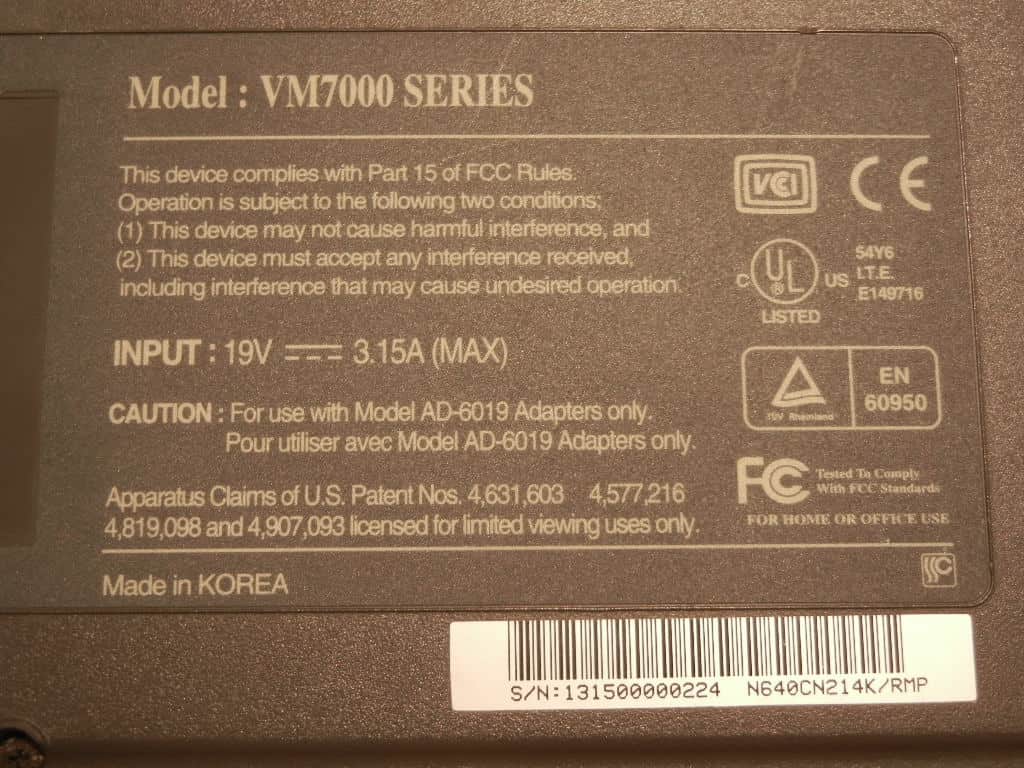 Model : VM7000 SERIES
This device complies with Part 15 of FCC Rules.
Operation is subject to the following two conditions;
(1) This device may not cause harmful interference, and
(2) This device must accept any interference received,
including interference that may cause undesired operation.
VCI CE
C UL US
LISTED
54Y6
I.T.E.
E149716
INPUT : 19V 3.15A (MAX)
TÜV Rheinland
EN
60950
CAUTION : For use with Model AD-6019 Adapters only.
Pour utiliser avec Model AD-6019 Adapters only.
FC Tested To Comply
With FCC Standards
FOR HOME OR OFFICE USE
Apparatus Claims of U.S. Patent Nos. 4,631,603 4,577,216
4,819,098 and 4,907,093 licensed for limited viewing uses only.
Made in KOREA
S/N:131500000224 N640CN214K/RMP